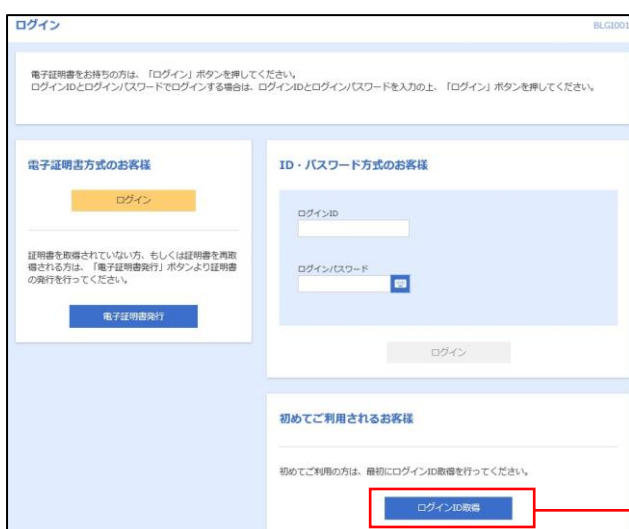 ログイン
BLGI001
電子証明書をお持ちの方は、「ログイン」ボタンを押してください。
ログインIDとログインパスワードでログインする場合は、ログインIDとログインパスワードを入力の上、「ログイン」ボタンを押してください。
電子証明書方式のお客様
ログイン
証明書を取得されていない方、もしくは証明書を再取
得される方は、「電子証明書発行」ボタンより証明書
の発行を行ってください。
電子証明書発行
ID・パスワード方式のお客様
ログインID
ログインパスワード
ログイン
初めてご利用されるお客様
初めてご利用の方は、最初にログインID取得を行ってください。
ログインID取得